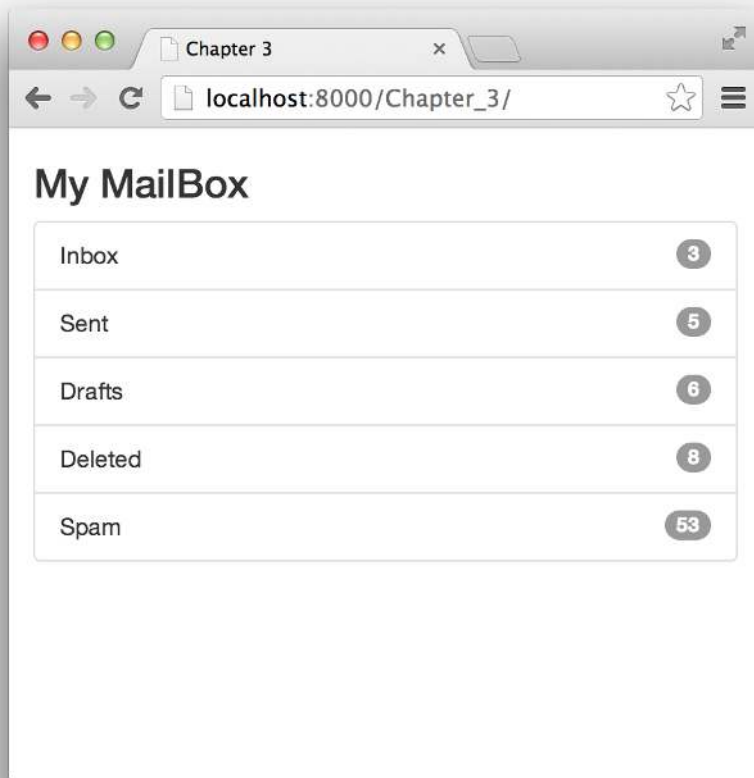 Chapter 3
localhost:8000/Chapter_3/
My MailBox
Inbox 3
Sent 5
Drafts 6
Deleted 8
Spam 53